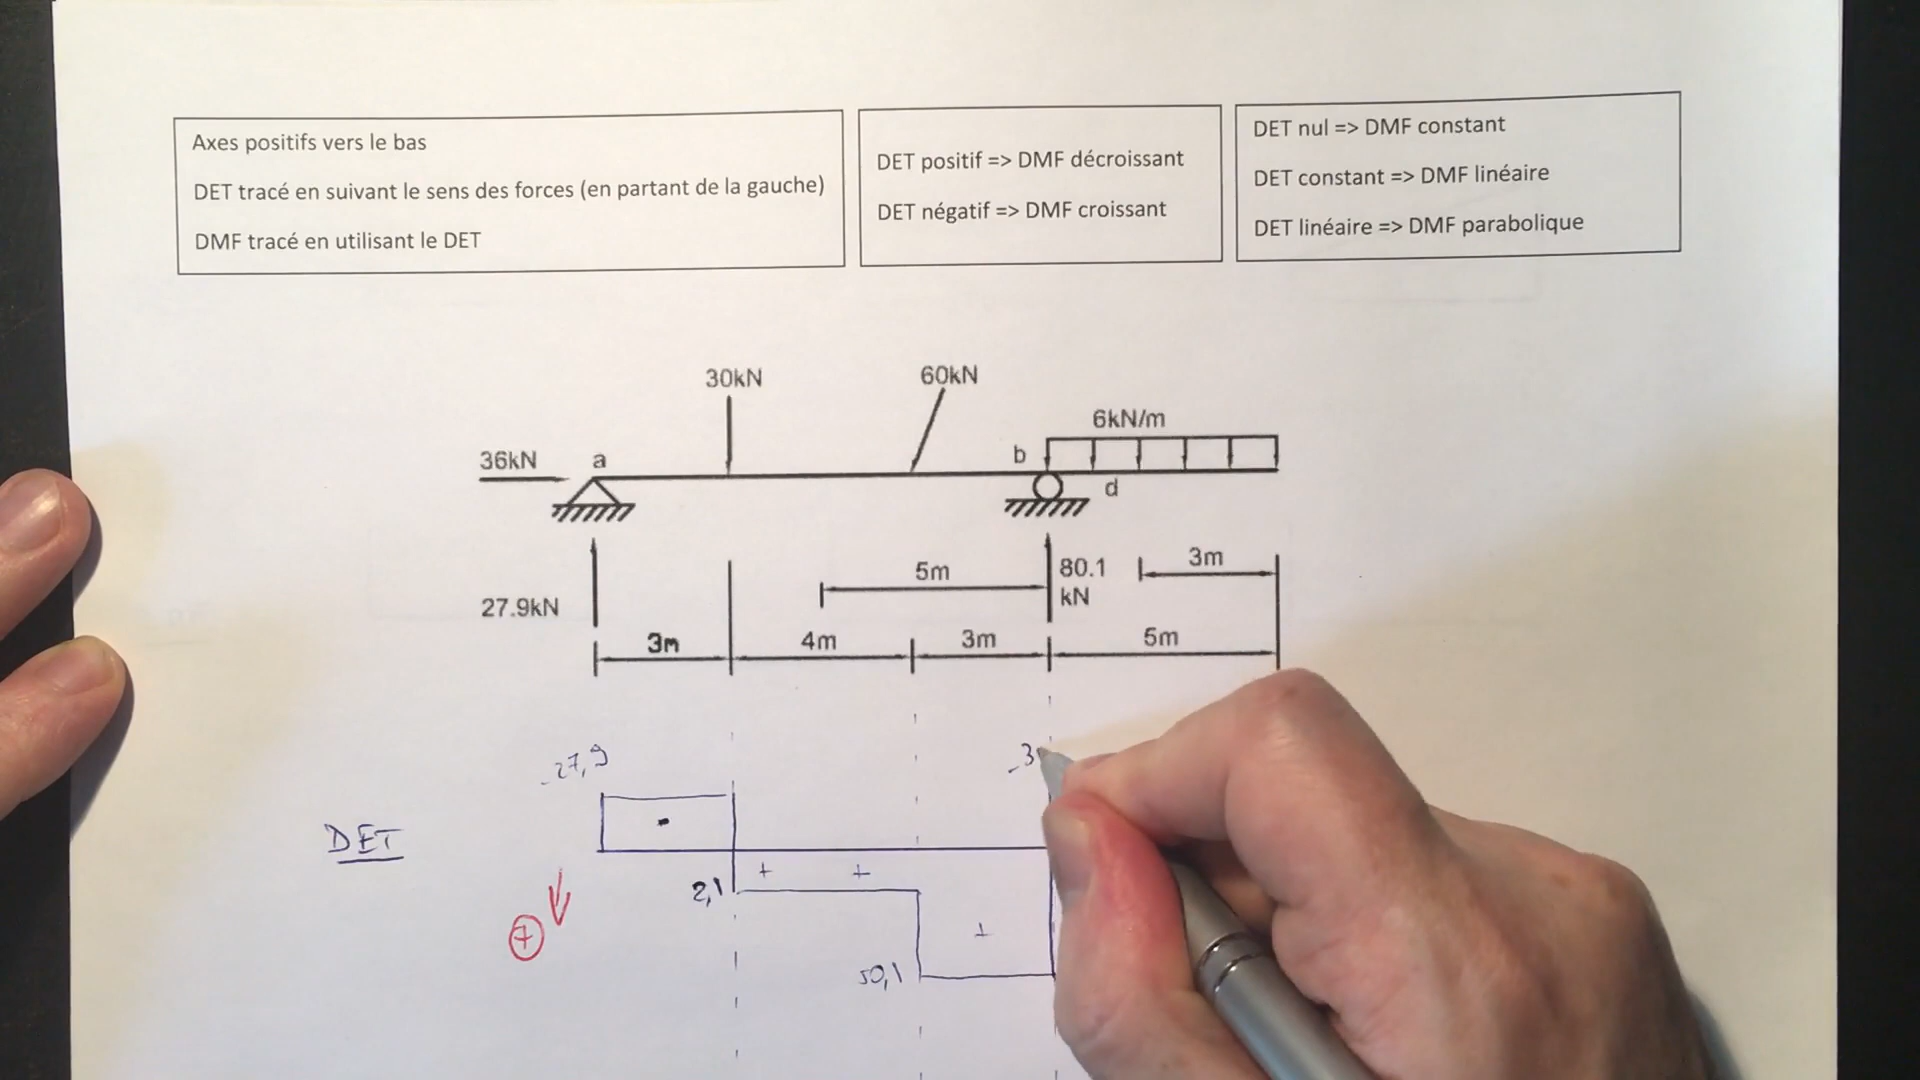 Axes positifs vers le bas
DET tracé en suivant le sens des forces (en partant de la gauche)
DMF tracé en utilisant le DET
DET positif => DMF décroissant
DET négatif => DMF croissant
DET nul => DMF constant
DET constant => DMF linéaire
DET linéaire => DMF parabolique
30kN
60kN
6kN/m
36kN
a
b
d
27.9kN
5m
80.1
kN
3m
3m
4m
3m
5m
-27,9
-3
DET
2,1
+ +
+
50,1
+